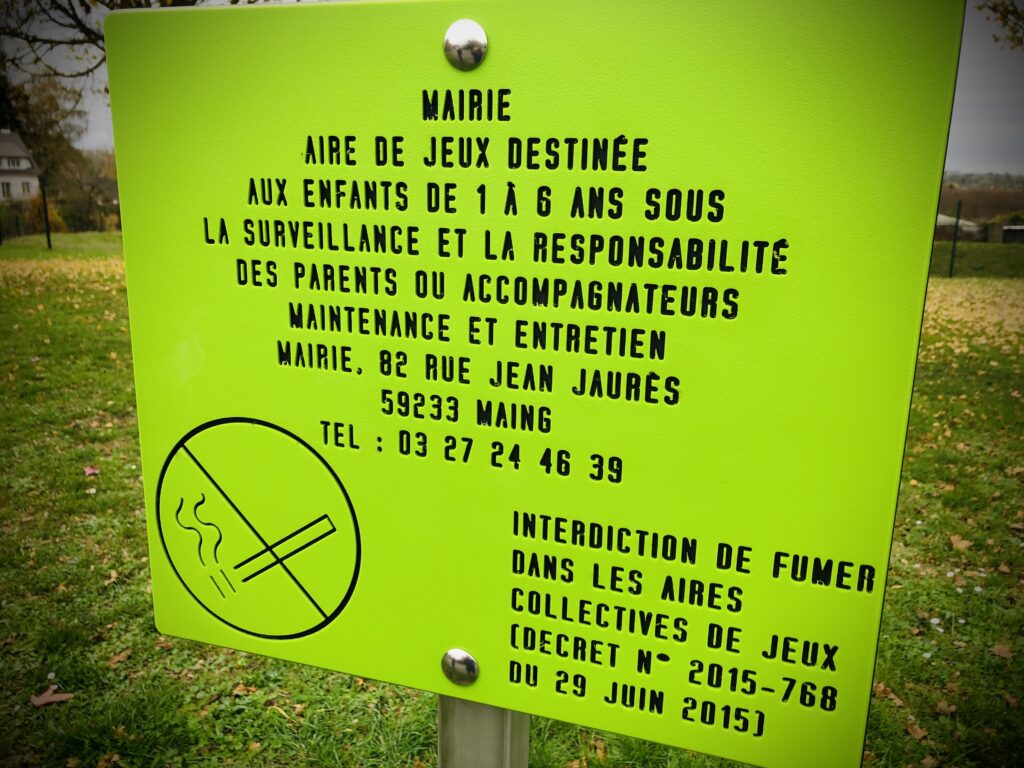 MAIRIE
AIRE DE JEUX DESTINÉE
AUX ENFANTS DE 1 À 6 ANS SOUS
LA SURVEILLANCE ET LA RESPONSABILITÉ
DES PARENTS OU ACCOMPAGNATEURS
MAINTENANCE ET ENTRETIEN
MAIRIE, 82 RUE JEAN JAURÈS
59233 MAING
TEL : 03 27 24 46 39
INTERDICTION DE FUMER
DANS LES AIRES
COLLECTIVES DE JEUX
(DECRET N° 2015-768
DU 29 JUIN 2015)